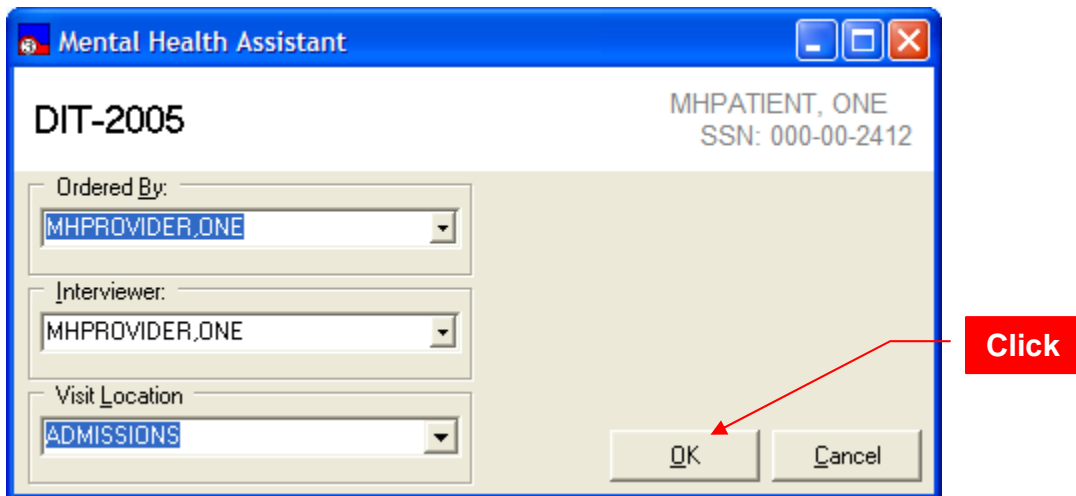 Mental Health Assistant
DIT-2005
MHPATIENT, ONE
SSN: 000-00-2412
Ordered By:
MHPROVIDER,ONE
Interviewer:
MHPROVIDER,ONE
Click
Visit Location
ADMISSIONS
OK
Cancel